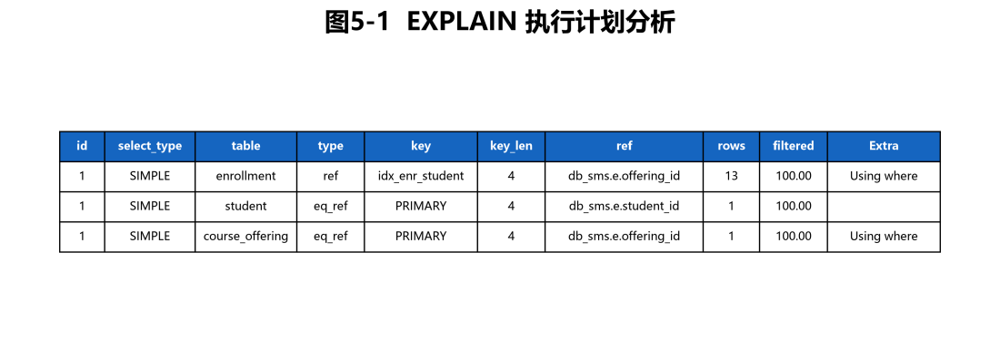 图5-1 EXPLAIN 执行计划分析
id select_type table type key key_len ref rows filtered Extra
1 SIMPLE enrollment ref idx_enr_student 4 db_sms.e.offering_id 13 100.00 Using where
1 SIMPLE student eq_ref PRIMARY 4 db_sms.e.student_id 1 100.00
1 SIMPLE course_offering eq_ref PRIMARY 4 db_sms.e.offering_id 1 100.00 Using where